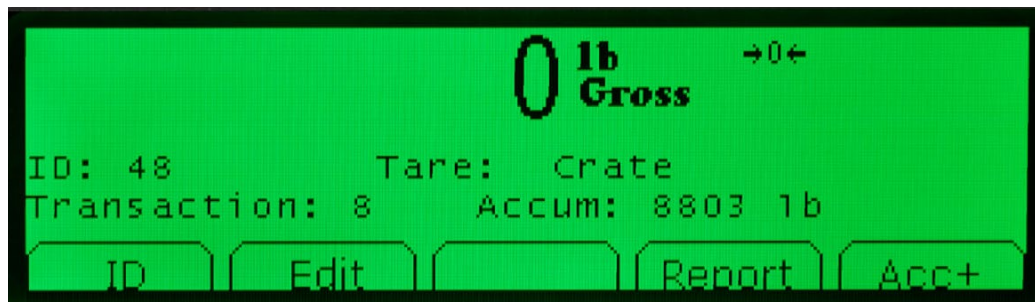 0 lb →0←
Gross
ID: 48 Tare: Crate
Transaction: 8 Accum: 8803 lb
ID Edit Report Acc+